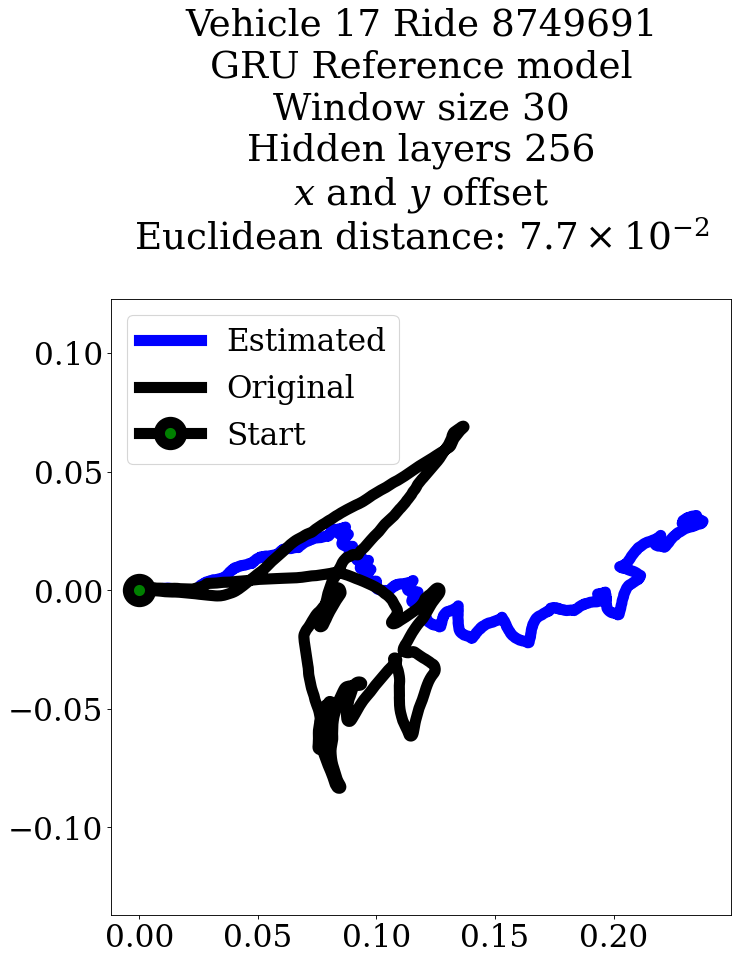 Vehicle 17 Ride 8749691
GRU Reference model
Window size 30
Hidden layers 256
x and y offset
Euclidean distance: 7.7 × 10⁻²
Estimated
Original
Start
0.10
0.05
0.00
−0.05
−0.10
0.00 0.05 0.10 0.15 0.20